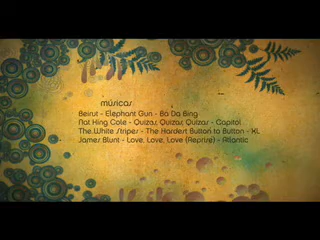 músicas
Beirut - Elephant Gun - Ba Da Bing
Nat King Cole - Quizas, Quizas, Quizas - Capitol
The White Stripes - The Hardest Button to Button - XL
James Blunt - Love, Love, Love (Reprise) - Atlantic